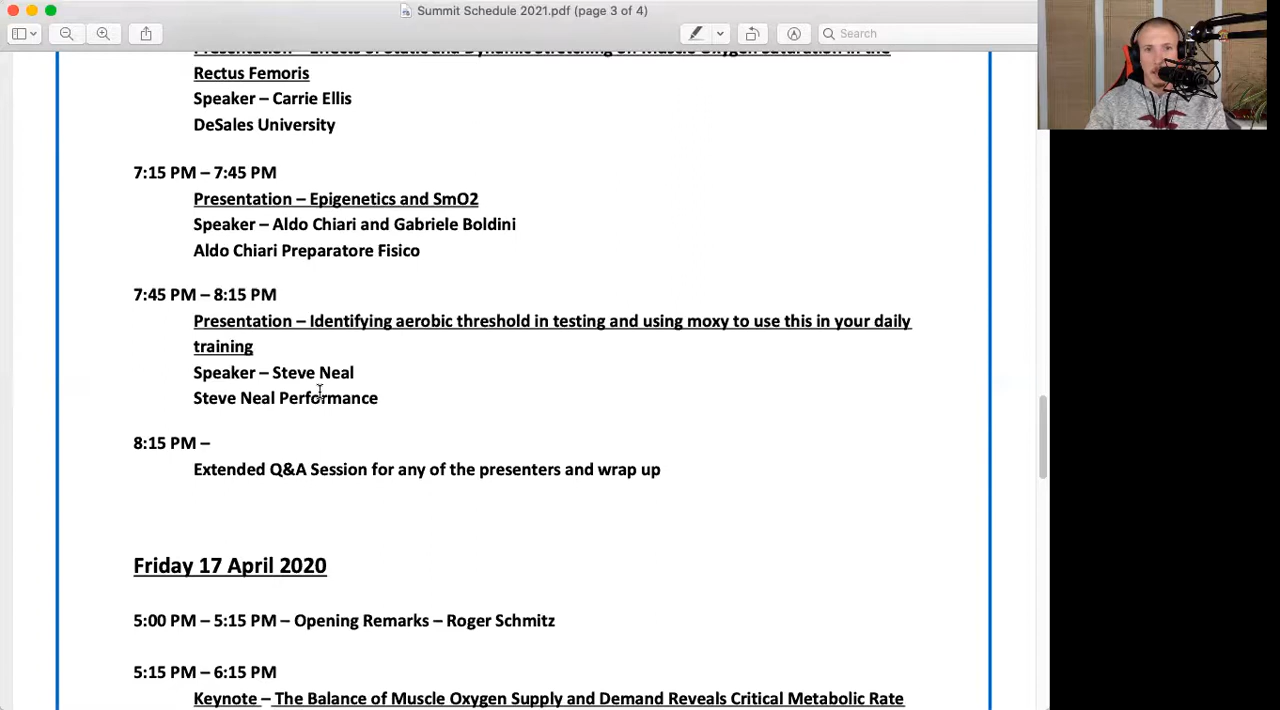 Summit Schedule 2021.pdf (page 3 of 4)
Search
Rectus Femoris
Speaker – Carrie Ellis
DeSales University
7:15 PM – 7:45 PM
Presentation – Epigenetics and SmO2
Speaker – Aldo Chiari and Gabriele Boldini
Aldo Chiari Preparatore Fisico
7:45 PM – 8:15 PM
Presentation – Identifying aerobic threshold in testing and using moxy to use this in your daily
training
Speaker – Steve Neal
Steve Neal Performance
8:15 PM –
Extended Q&A Session for any of the presenters and wrap up
Friday 17 April 2020
5:00 PM – 5:15 PM – Opening Remarks – Roger Schmitz
5:15 PM – 6:15 PM
Keynote – The Balance of Muscle Oxygen Supply and Demand Reveals Critical Metabolic Rate